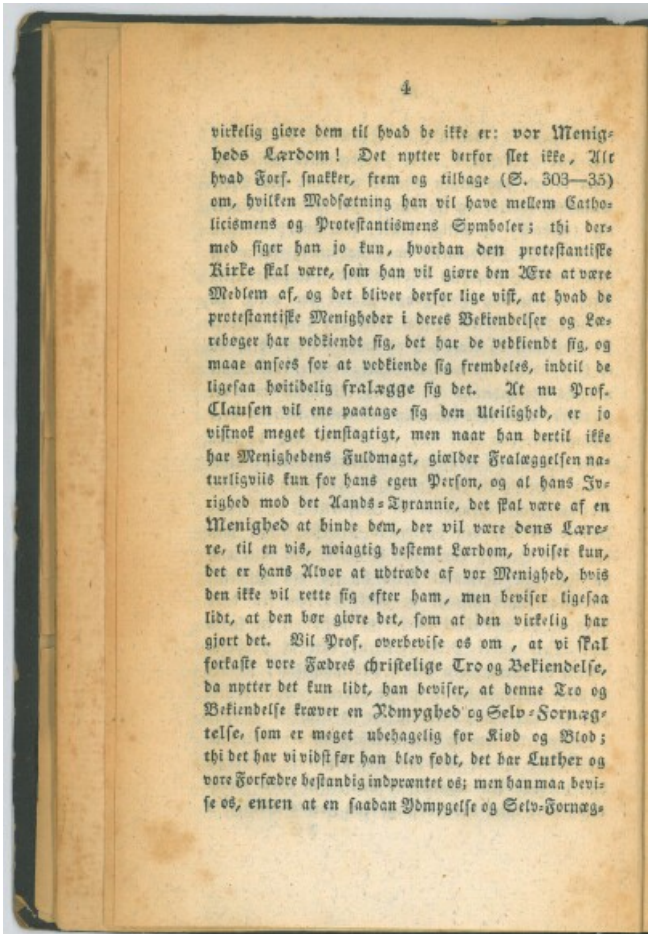 4
virkelig giøre dem til hvad de ikke er: vor Menig-
heds Lærdom! Det nytter derfor slet ikke, Alt
hvad Forf. snakker, frem og tilbage (S. 303—35)
om, hvilken Modsætning han vil have mellem Catho-
licismens og Protestantismens Symboler; thi der-
med siger han jo kun, hvordan den protestantiske
Kirke skal være, som han vil giøre den Ære at være
Medlem af, og det bliver derfor lige vist, at hvad de
protestantiske Menigheder i deres Bekiendelser og Læ-
rebøger har vedkiendt sig, det har de vedkiendt sig, og
maae ansees for at vedkiende sig fremdeles, indtil de
ligesaa høitidelig fralægge sig det. At nu Prof.
Clausen vil ene paatage sig den Uleilighed, er jo
vistnok meget tjenstagtigt, men naar han dertil ikke
har Menighedens Fuldmagt, giælder Fralæggelsen na-
turligviis kun for hans egen Person, og al hans Iv-
righed mod det Aands-Tyrannie, det skal være af en
Menighed at binde dem, der vil være dens Lære-
re, til en vis, nøiagtig bestemt Lærdom, beviser kun,
det er hans Alvor at udtræde af vor Menighed, hvis
den ikke vil rette sig efter ham, men beviser ligesaa
lidt, at den bør giøre det, som at den virkelig har
gjort det. Vil Prof. overbevise os om, at vi skal
forkaste vore Fædres christelige Tro og Bekiendelse,
da nytter det kun lidt, han beviser, at denne Tro og
Bekiendelse kræver en Ydmyghed og Selv-Fornæg-
telse, som er meget ubehagelig for Kiød og Blod;
thi det har vi vidst før han blev født, det har Luther og
vore Forfædre bestandig indpræntet os; men han maa bevi-
se os, enten at en saadan Ydmygelse og Selv-Fornæg-